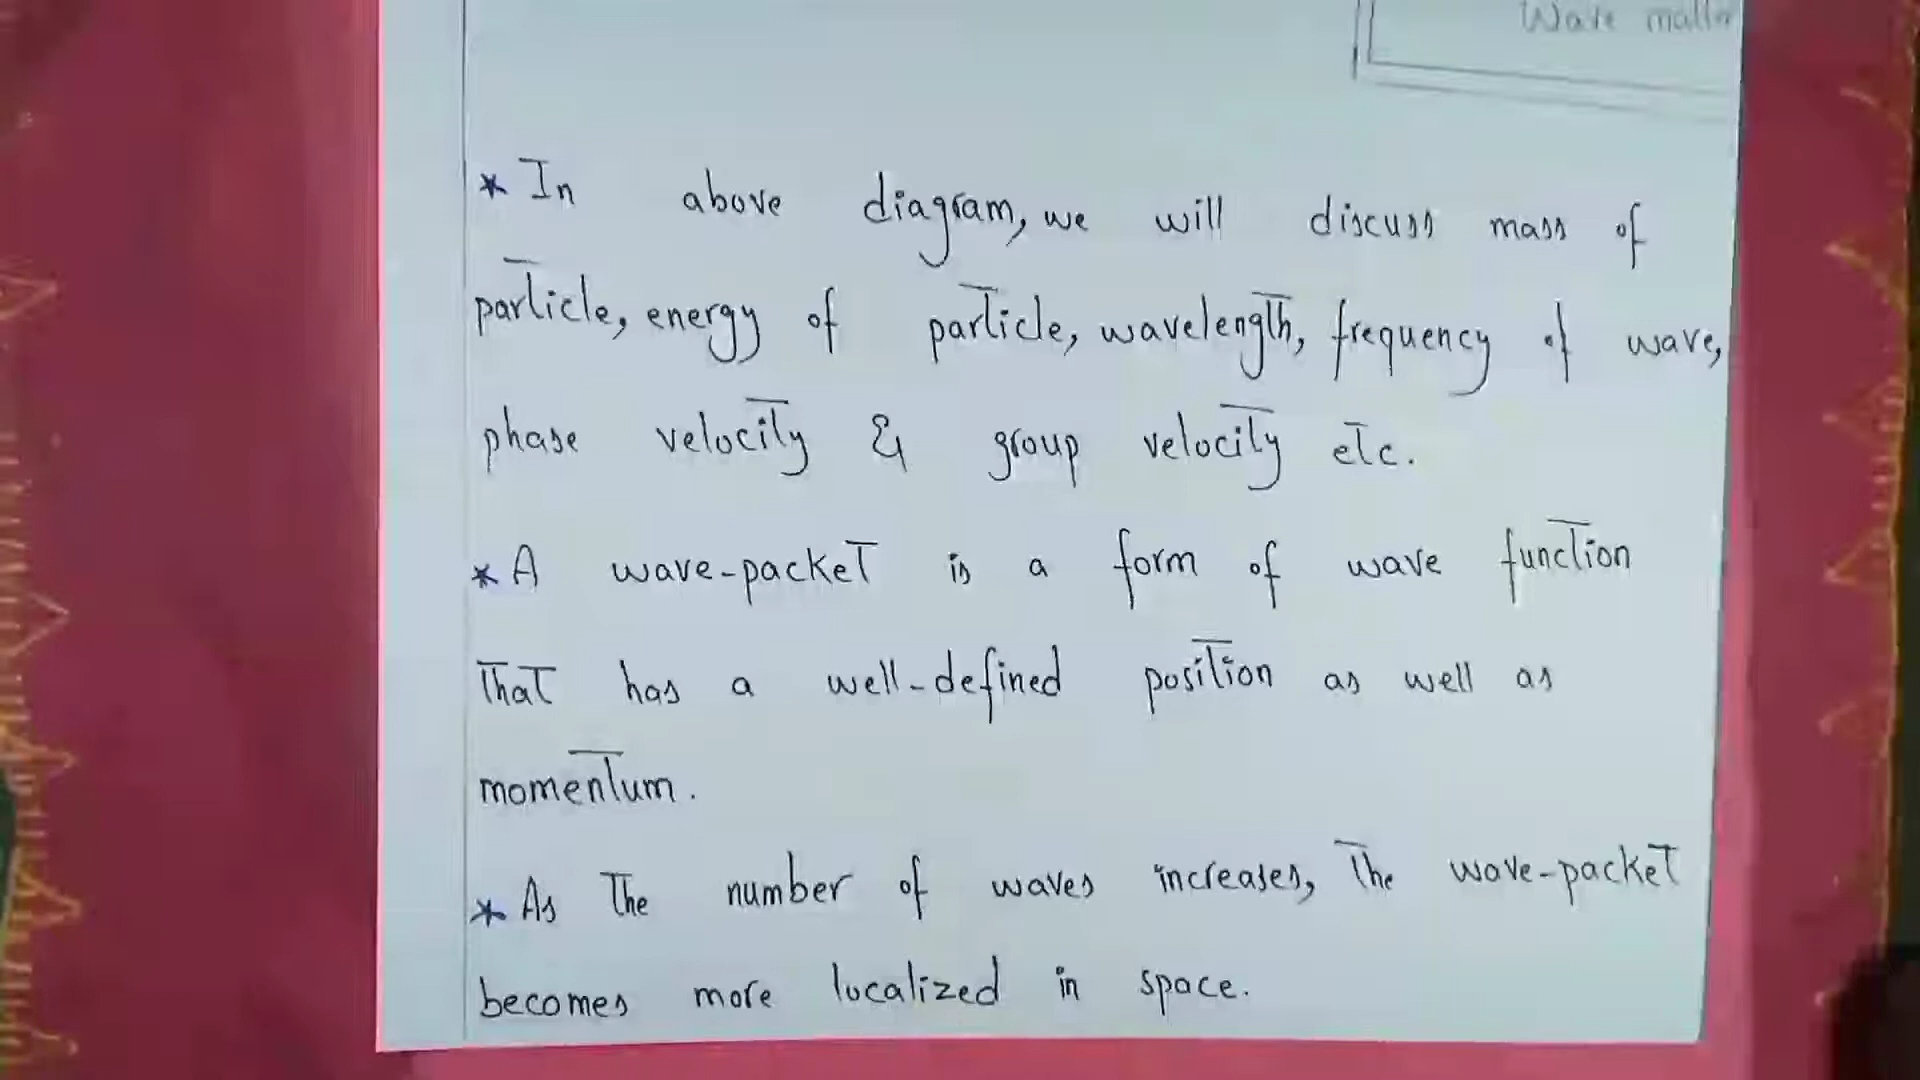 Wave matter
* In above diagram, we will discuss mass of
particle, energy of particle, wavelength, frequency of wave,
phase velocity & group velocity etc.
* A wave-packet is a form of wave function
That has a well-defined position as well as
momentum.
* As The number of waves increases, The wave-packet
becomes more localized in space.